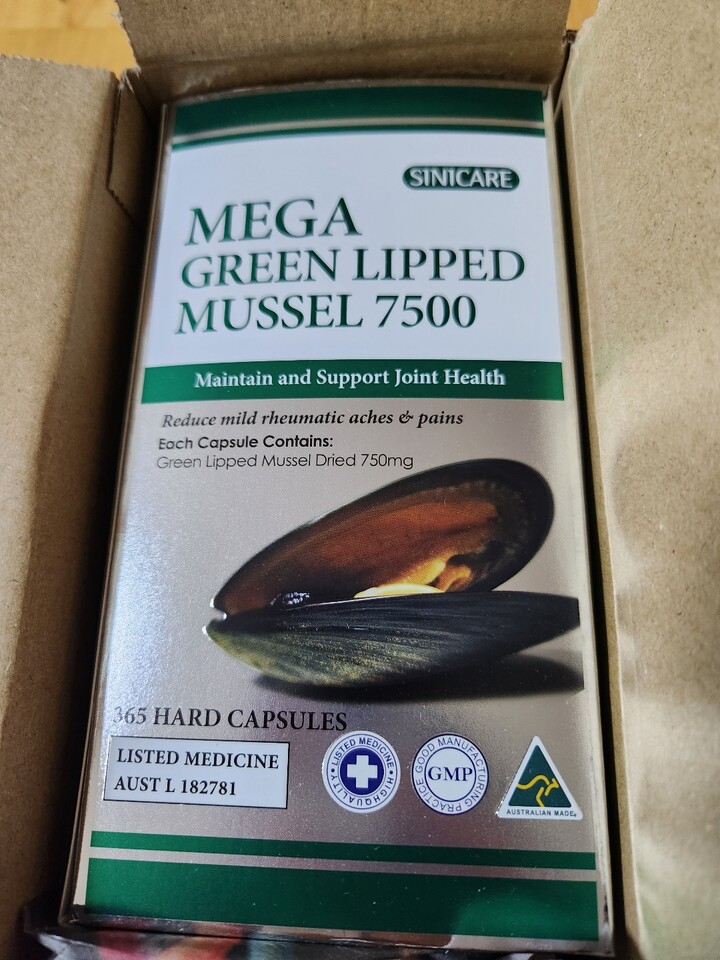 SINICARE
MEGA
GREEN LIPPED
MUSSEL 7500
Maintain and Support Joint Health
Reduce mild rheumatic aches & pains
Each Capsule Contains:
Green Lipped Mussel Dried 750mg
365 HARD CAPSULES
LISTED MEDICINE
AUST L 182781
LISTED MEDICINE • HIGH QUALITY •
GOOD MANUFACTURING PRACTICE
GMP
AUSTRALIAN MADE